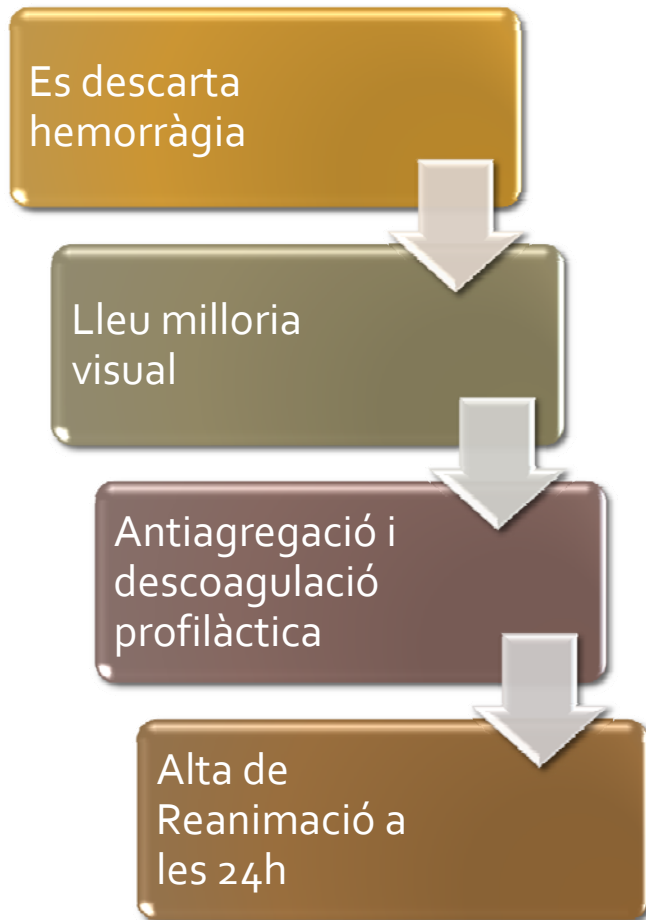 Es descarta
hemorràgia
Lleu milloria
visual
Antiagregació i
descoagulació
profilàctica
Alta de
Reanimació a
les 24h